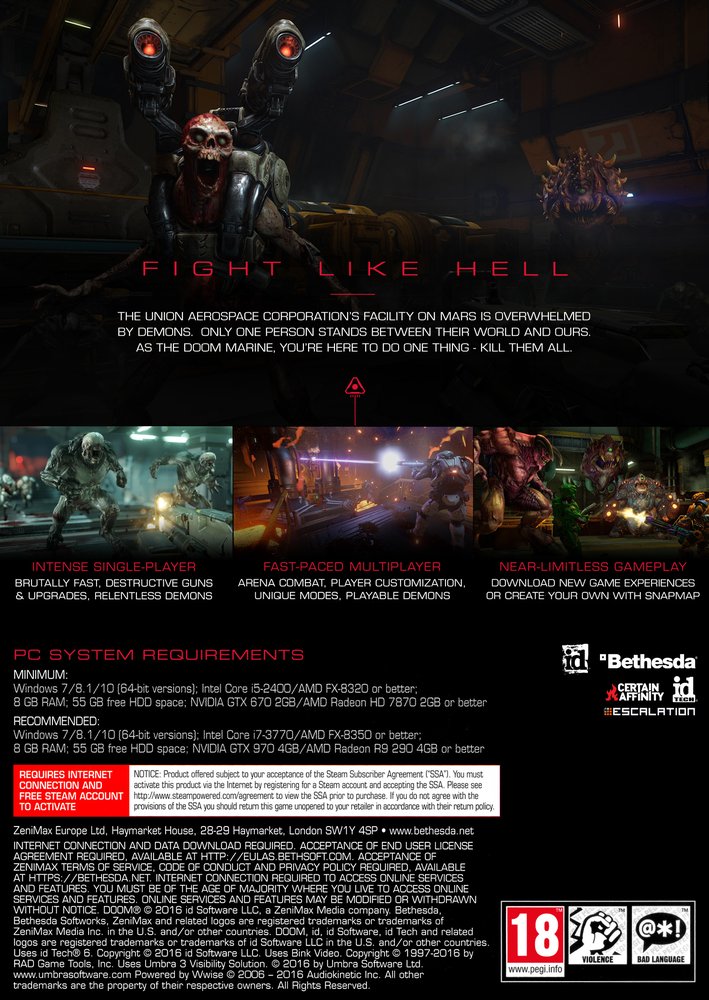 FIGHT LIKE HELL
THE UNION AEROSPACE CORPORATION'S FACILITY ON MARS IS OVERWHELMED
BY DEMONS. ONLY ONE PERSON STANDS BETWEEN THEIR WORLD AND OURS.
AS THE DOOM MARINE, YOU'RE HERE TO DO ONE THING - KILL THEM ALL.
INTENSE SINGLE-PLAYER
BRUTALLY FAST, DESTRUCTIVE GUNS
& UPGRADES, RELENTLESS DEMONS
FAST-PACED MULTIPLAYER
ARENA COMBAT, PLAYER CUSTOMIZATION,
UNIQUE MODES, PLAYABLE DEMONS
NEAR-LIMITLESS GAMEPLAY
DOWNLOAD NEW GAME EXPERIENCES
OR CREATE YOUR OWN WITH SNAPMAP
PC SYSTEM REQUIREMENTS
MINIMUM:
Windows 7/8.1/10 (64-bit versions); Intel Core i5-2400/AMD FX-8320 or better;
8 GB RAM; 55 GB free HDD space; NVIDIA GTX 670 2GB/AMD Radeon HD 7870 2GB or better
RECOMMENDED:
Windows 7/8.1/10 (64-bit versions); Intel Core i7-3770/AMD FX-8350 or better;
8 GB RAM; 55 GB free HDD space; NVIDIA GTX 970 4GB/AMD Radeon R9 290 4GB or better
id
Bethesda
CERTAIN
AFFINITY
id
TECH
ESCALATION
REQUIRES INTERNET
CONNECTION AND
FREE STEAM ACCOUNT
TO ACTIVATE
NOTICE: Product offered subject to your acceptance of the Steam Subscriber Agreement ("SSA"). You must
activate this product via the Internet by registering for a Steam account and accepting the SSA. Please see
http://www.steampowered.com/agreement to view the SSA prior to purchase. If you do not agree with the
provisions of the SSA you should return this game unopened to your retailer in accordance with their return policy.
ZeniMax Europe Ltd, Haymarket House, 28-29 Haymarket, London SW1Y 4SP • www.bethesda.net
INTERNET CONNECTION AND DATA DOWNLOAD REQUIRED. ACCEPTANCE OF END USER LICENSE
AGREEMENT REQUIRED, AVAILABLE AT HTTP://EULAS.BETHSOFT.COM. ACCEPTANCE OF
ZENIMAX TERMS OF SERVICE, CODE OF CONDUCT AND PRIVACY POLICY REQUIRED, AVAILABLE
AT HTTPS://BETHESDA.NET. INTERNET CONNECTION REQUIRED TO ACCESS ONLINE SERVICES
AND FEATURES. YOU MUST BE OF THE AGE OF MAJORITY WHERE YOU LIVE TO ACCESS ONLINE
SERVICES AND FEATURES. ONLINE SERVICES AND FEATURES MAY BE MODIFIED OR WITHDRAWN
WITHOUT NOTICE. DOOM® © 2016 id Software LLC, a ZeniMax Media company. Bethesda,
Bethesda Softworks, ZeniMax and related logos are registered trademarks or trademarks of
ZeniMax Media Inc. in the U.S. and/or other countries. DOOM, id, id Software, id Tech and related
logos are registered trademarks or trademarks of id Software LLC in the U.S. and/or other countries.
Uses id Tech® 6. Copyright © 2016 id Software LLC. Uses Bink Video. Copyright © 1997-2016 by
RAD Game Tools, Inc. Uses Umbra 3 Visibility Solution. © 2016 by Umbra Software Ltd.
www.umbrasoftware.com Powered by Wwise © 2006 – 2016 Audiokinetic Inc. All other
trademarks are the property of their respective owners. All Rights Reserved.
18
www.pegi.info
VIOLENCE
@*!
BAD LANGUAGE